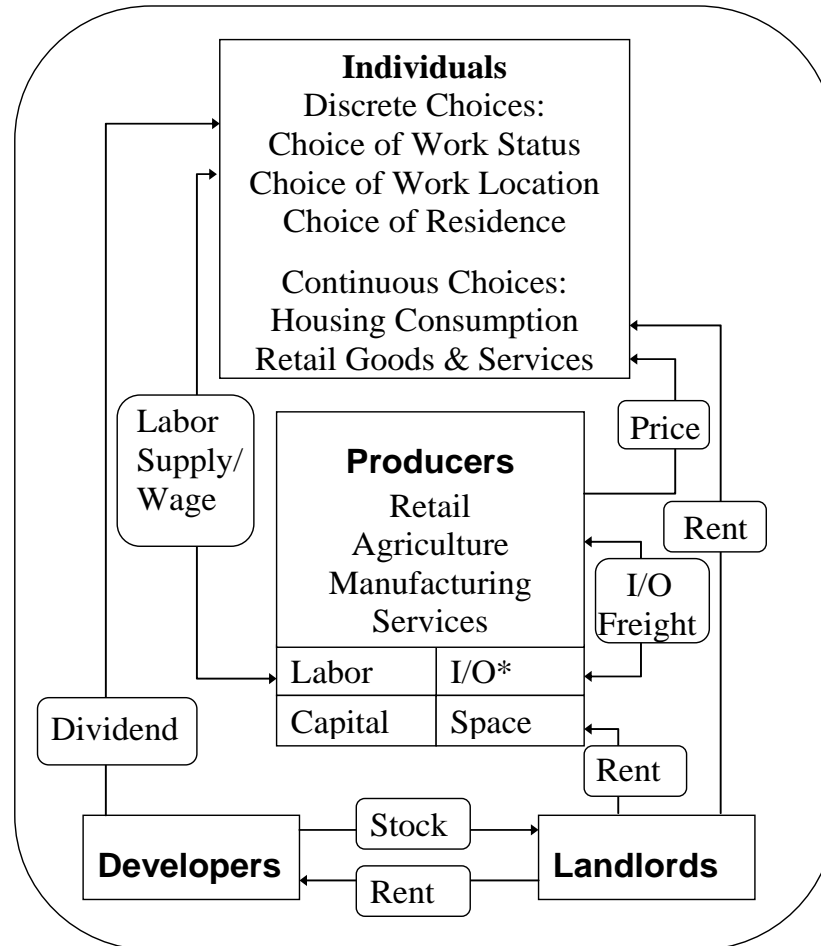 Individuals
Discrete Choices:
Choice of Work Status
Choice of Work Location
Choice of Residence
Continuous Choices:
Housing Consumption
Retail Goods & Services
Labor
Supply/
Wage
Price
Producers
Retail
Agriculture
Manufacturing
Services
Rent
I/O
Freight
Labor
I/O*
Capital
Space
Dividend
Rent
Stock
Developers
Landlords
Rent